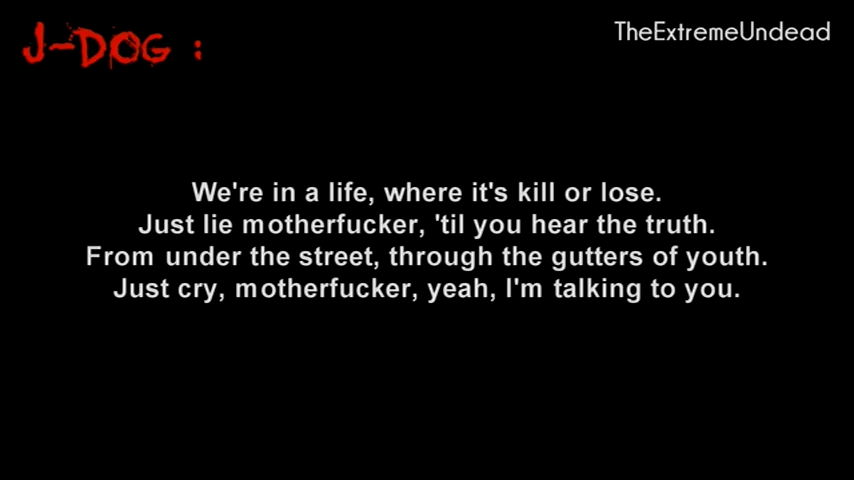 J-DOG :
TheExtremeUndead
We're in a life, where it's kill or lose.
Just lie motherfucker, 'til you hear the truth.
From under the street, through the gutters of youth.
Just cry, motherfucker, yeah, I'm talking to you.